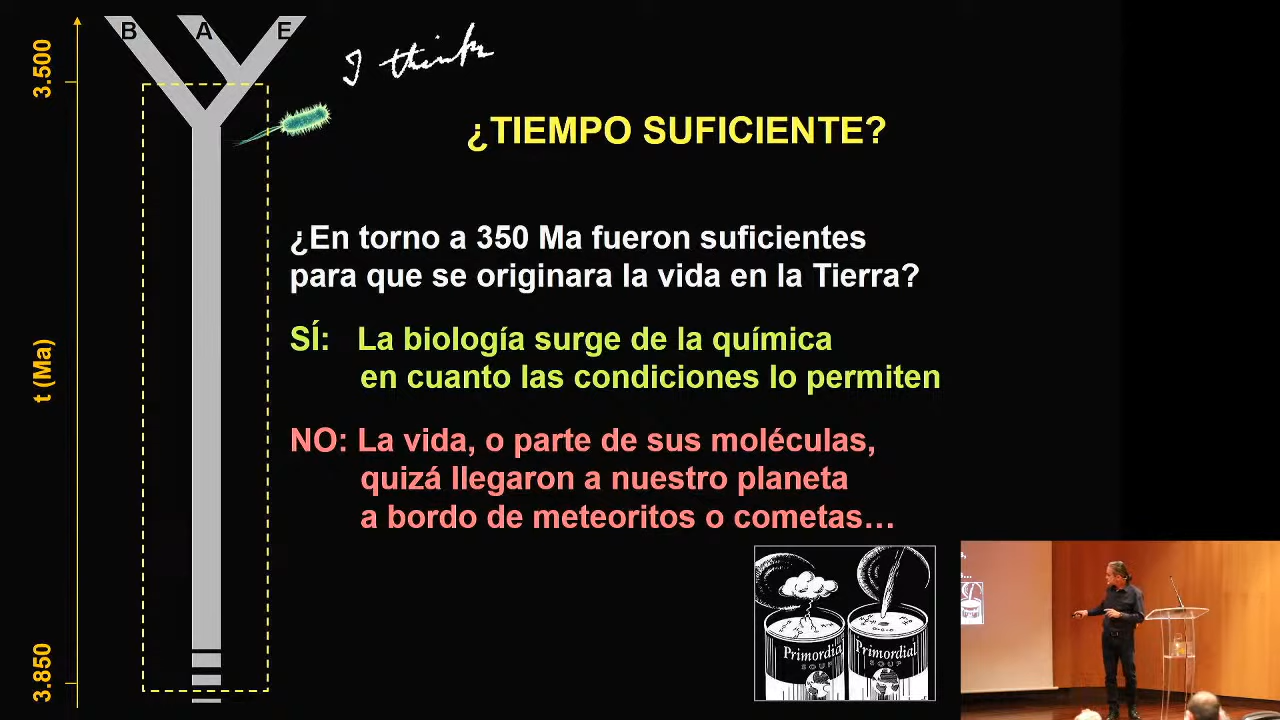 B A E
I think
3.500
¿TIEMPO SUFICIENTE?
¿En torno a 350 Ma fueron suficientes
para que se originara la vida en la Tierra?
SÍ: La biología surge de la química
en cuanto las condiciones lo permiten
t (Ma)
NO: La vida, o parte de sus moléculas,
quizá llegaron a nuestro planeta
a bordo de meteoritos o cometas…
3.850
Primordia
SOUP
Primordial
SOUP